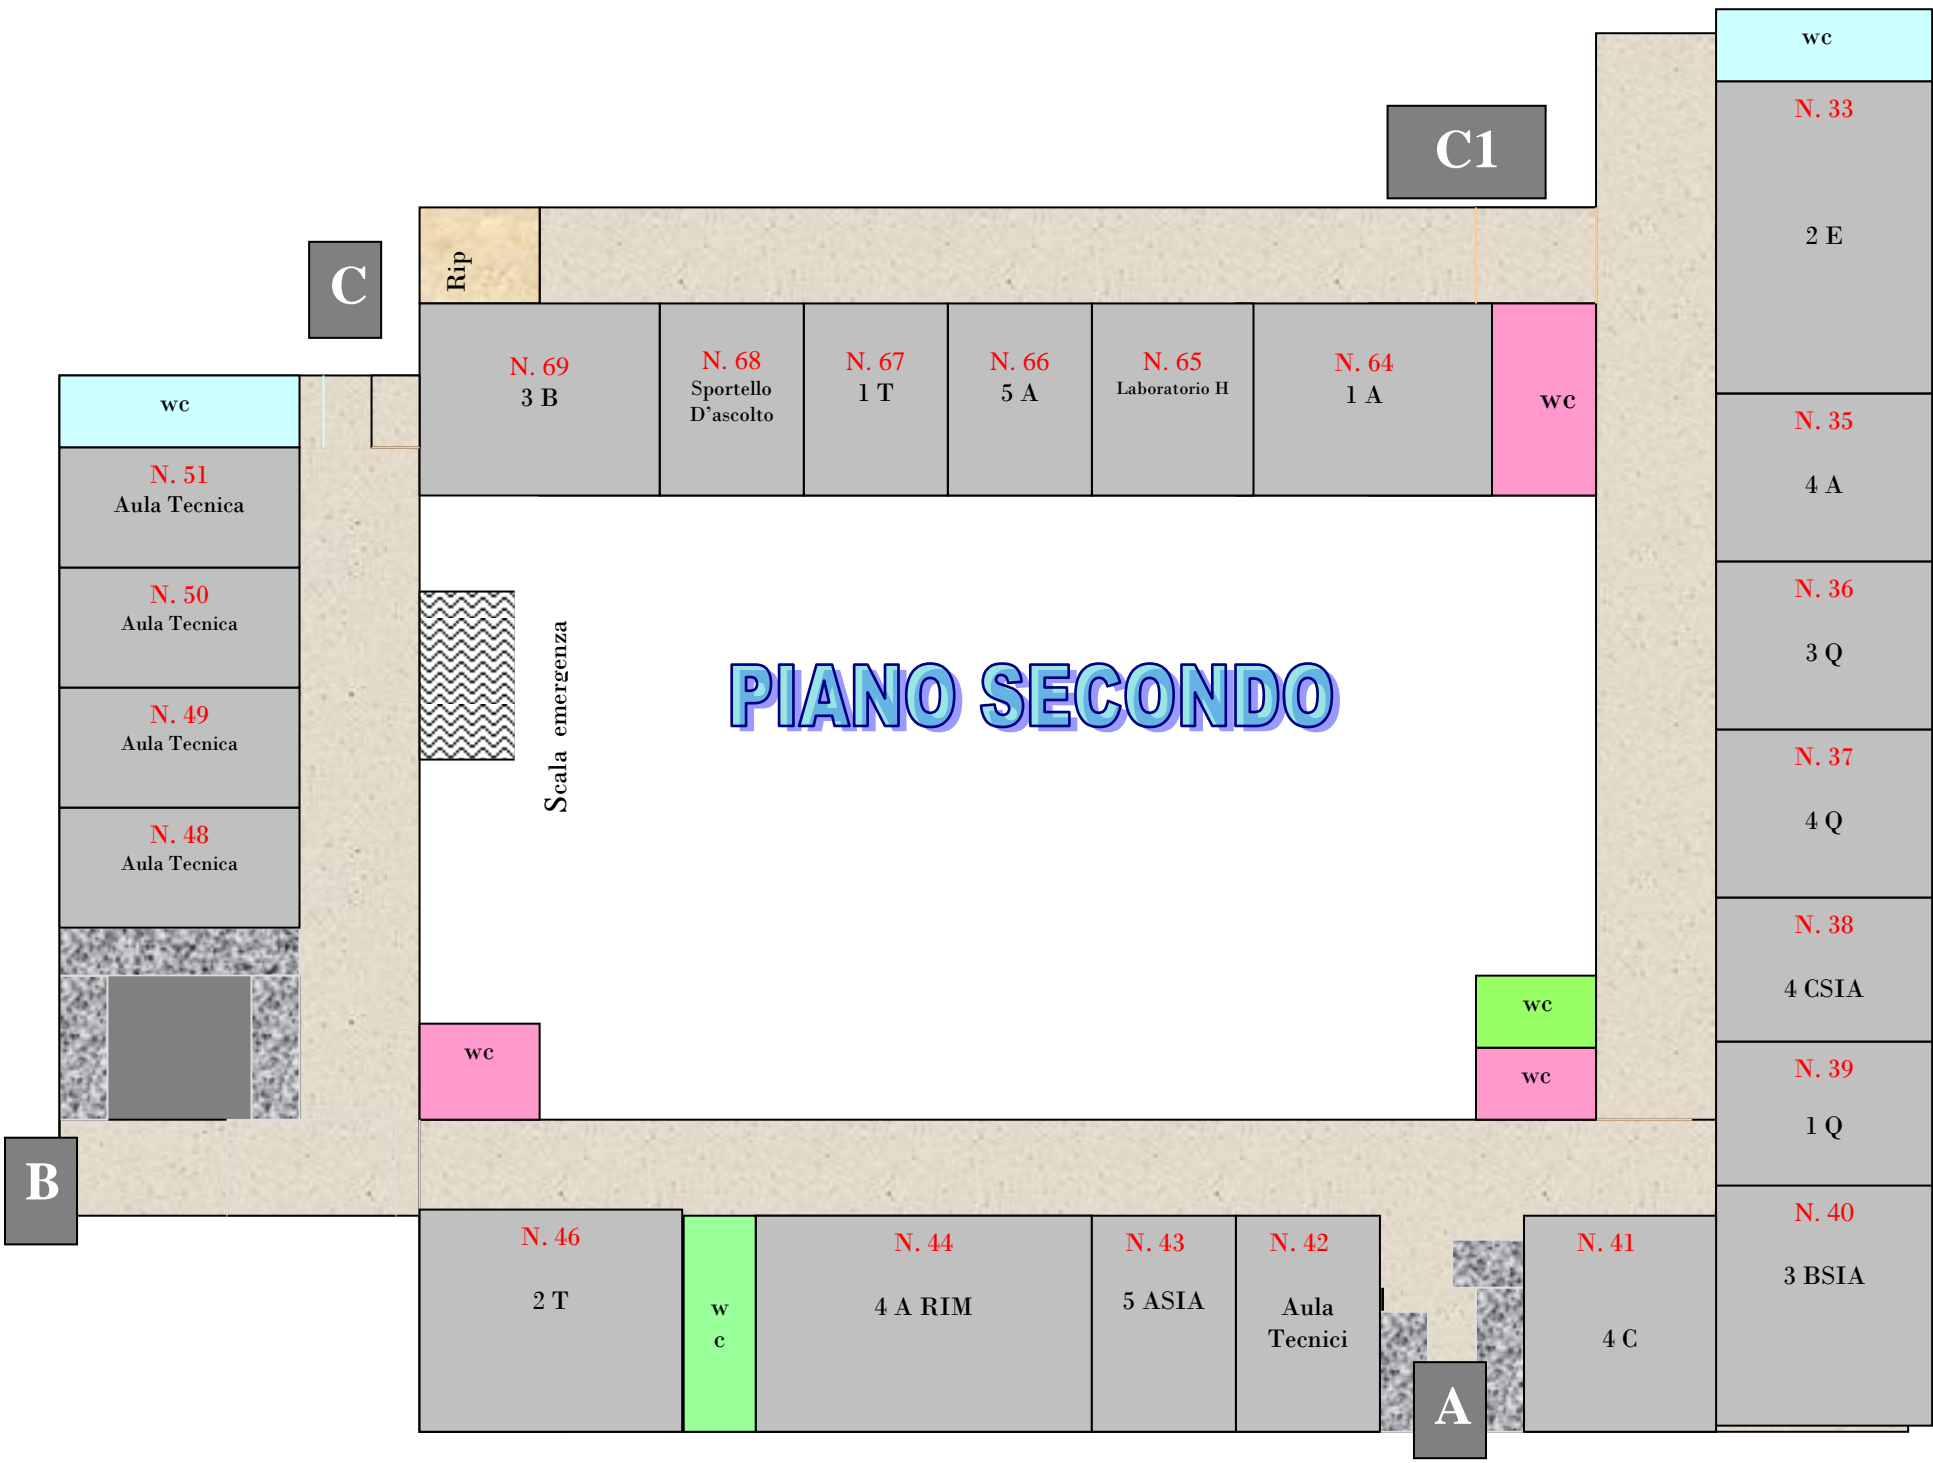 wc
N. 33
2 E
C1
C
Rip
N. 69
3 B
N. 68
Sportello
D'ascolto
N. 67
1 T
N. 66
5 A
N. 65
Laboratorio H
N. 64
1 A
wc
wc
N. 51
Aula Tecnica
N. 50
Aula Tecnica
N. 49
Aula Tecnica
N. 48
Aula Tecnica
Scala emergenza
PIANO SECONDO
N. 35
4 A
N. 36
3 Q
N. 37
4 Q
N. 38
4 CSIA
N. 39
1 Q
N. 40
3 BSIA
wc
wc
wc
B
N. 46
2 T
w
c
N. 44
4 A RIM
N. 43
5 ASIA
N. 42
Aula
Tecnici
A
N. 41
4 C